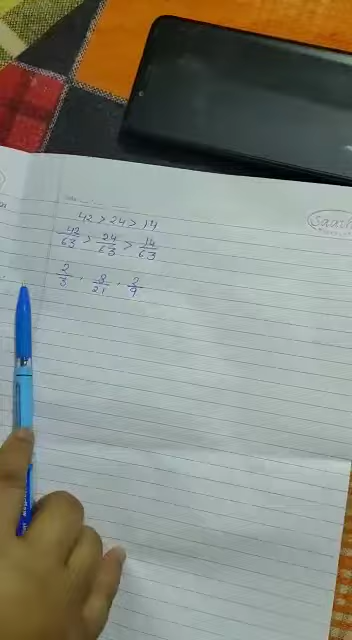 42 > 24 > 14
42/63 > 24/63 > 14/63
2/3 . 8/21 . 2/9